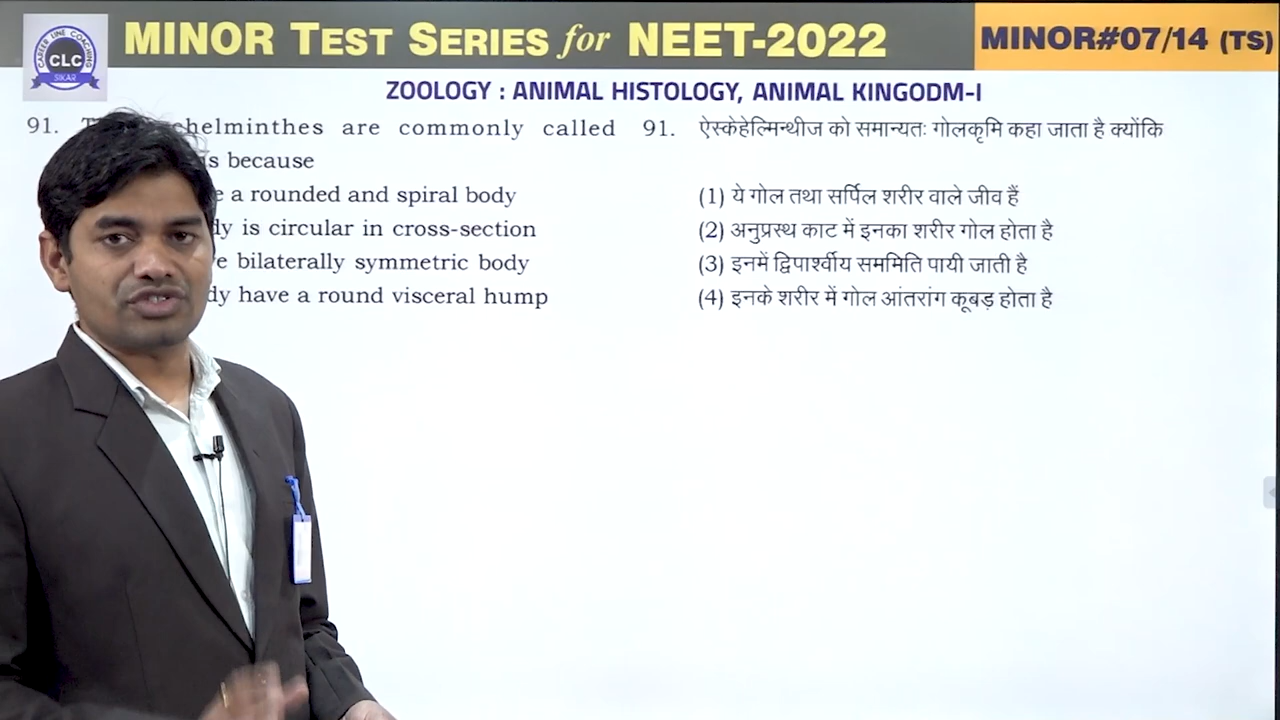 CAREER LINE COACHING
CLC
SIKAR
MINOR TEST SERIES for NEET-2022
MINOR#07/14 (TS)
ZOOLOGY : ANIMAL HISTOLOGY, ANIMAL KINGODM-I
91. chelminthes are commonly called
because
a rounded and spiral body
is circular in cross-section
bilaterally symmetric body
have a round visceral hump
91. ऐस्केहेल्मिन्थीज को समान्यतः गोलकृमि कहा जाता है क्योंकि
(1) ये गोल तथा सर्पिल शरीर वाले जीव हैं
(2) अनुप्रस्थ काट में इनका शरीर गोल होता है
(3) इनमें द्विपार्श्वीय सममिति पायी जाती है
(4) इनके शरीर में गोल आंतरांग कूबड़ होता है